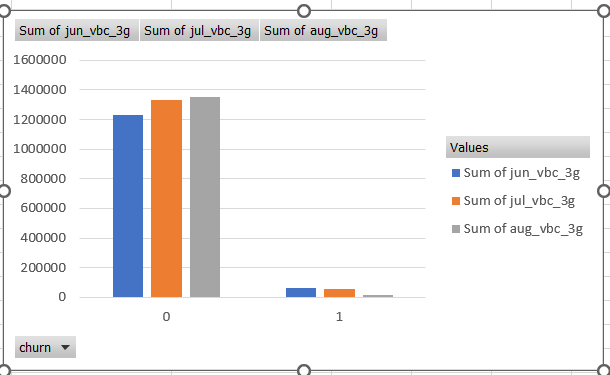 Sum of jun_vbc_3g Sum of jul_vbc_3g Sum of aug_vbc_3g
1600000
1400000
1200000
1000000
800000
600000
400000
200000
0
0 1
Values
Sum of jun_vbc_3g
Sum of jul_vbc_3g
Sum of aug_vbc_3g
churn